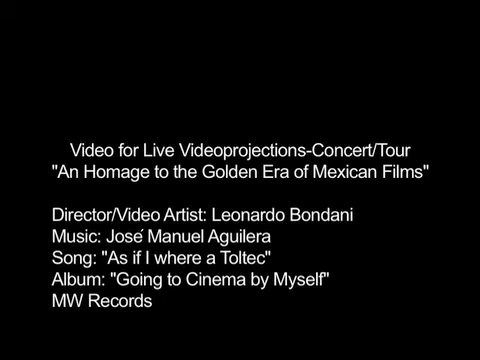 Video for Live Videoprojections-Concert/Tour
"An Homage to the Golden Era of Mexican Films"
Director/Video Artist: Leonardo Bondani
Music: José Manuel Aguilera
Song: "As if I where a Toltec"
Album: "Going to Cinema by Myself"
MW Records